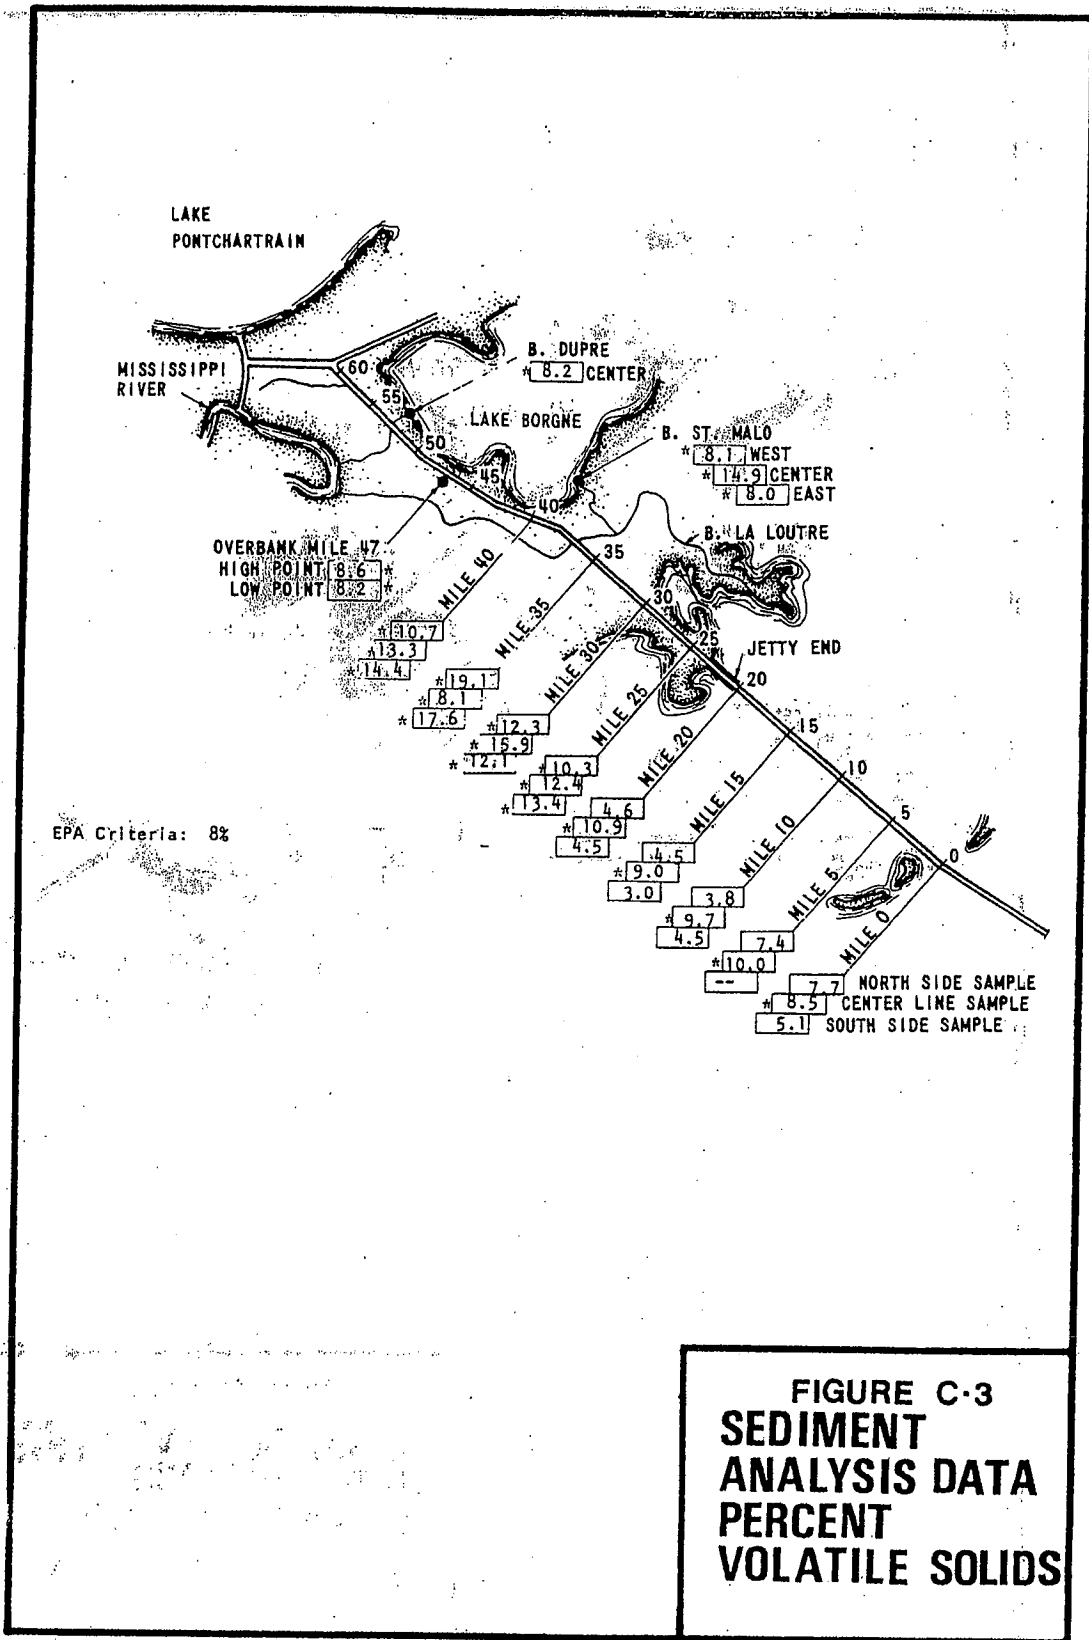 LAKE
PONTCHARTRAIN
MISSISSIPPI
RIVER
60
55
50
45
40
35
30
25
20
15
10
5
0
B. DUPRE
* 8.2 CENTER
LAKE BORGNE
B. ST. MALO
* 8.1 WEST
* 14.9 CENTER
* 8.0 EAST
B. LA LOUTRE
JETTY END
OVERBANK MILE 47
HIGH POINT 8.6 *
LOW POINT 8.2 *
MILE 40
* 10.7
* 13.3
* 14.4
MILE 35
* 19.1
* 8.1
* 17.6
MILE 30
* 12.3
* 15.9
* 12.1
MILE 25
* 10.3
* 12.4
* 13.4
MILE 20
4.6
* 10.9
4.5
MILE 15
4.5
* 9.0
3.0
MILE 10
3.8
* 9.7
4.5
MILE 5
7.4
* 10.0
--
MILE 0
7.7 NORTH SIDE SAMPLE
* 8.5 CENTER LINE SAMPLE
5.1 SOUTH SIDE SAMPLE
EPA Criteria: 8%
FIGURE C-3
SEDIMENT
ANALYSIS DATA
PERCENT
VOLATILE SOLIDS